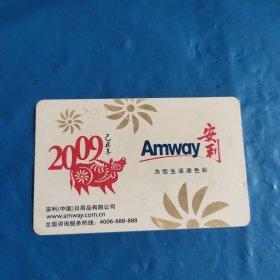 2009 己丑年
Amway 安利
为您生活添色彩
安利(中国)日用品有限公司
www.amway.com.cn
全国咨询服务热线：4006-888-888